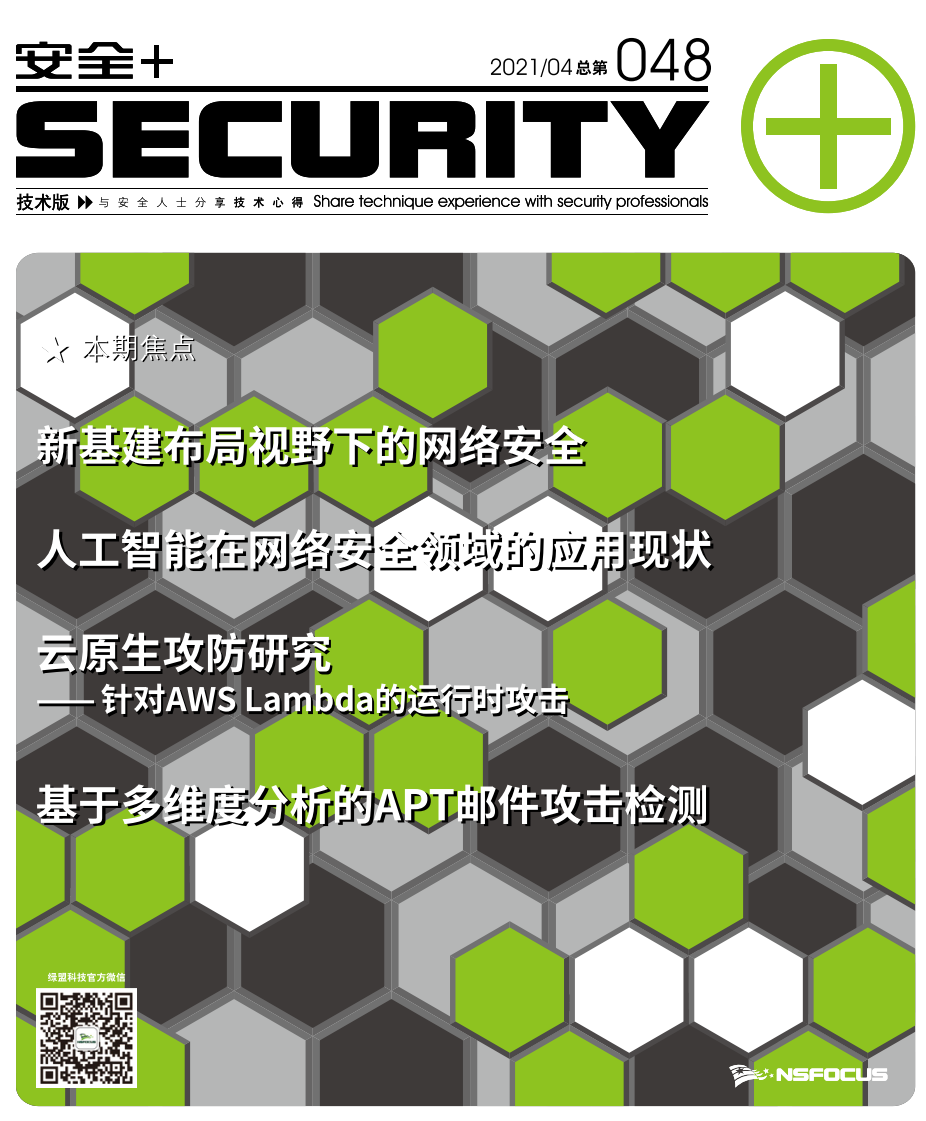 安全+
2021/04 总第 048
SECURITY
技术版 与安全人士分享技术心得 Share technique experience with security professionals
☆ 本期焦点
新基建布局视野下的网络安全
人工智能在网络安全领域的应用现状
云原生攻防研究
—— 针对AWS Lambda的运行时攻击
基于多维度分析的APT邮件攻击检测
绿盟科技官方微信
NSFOCUS
NSFOCUS